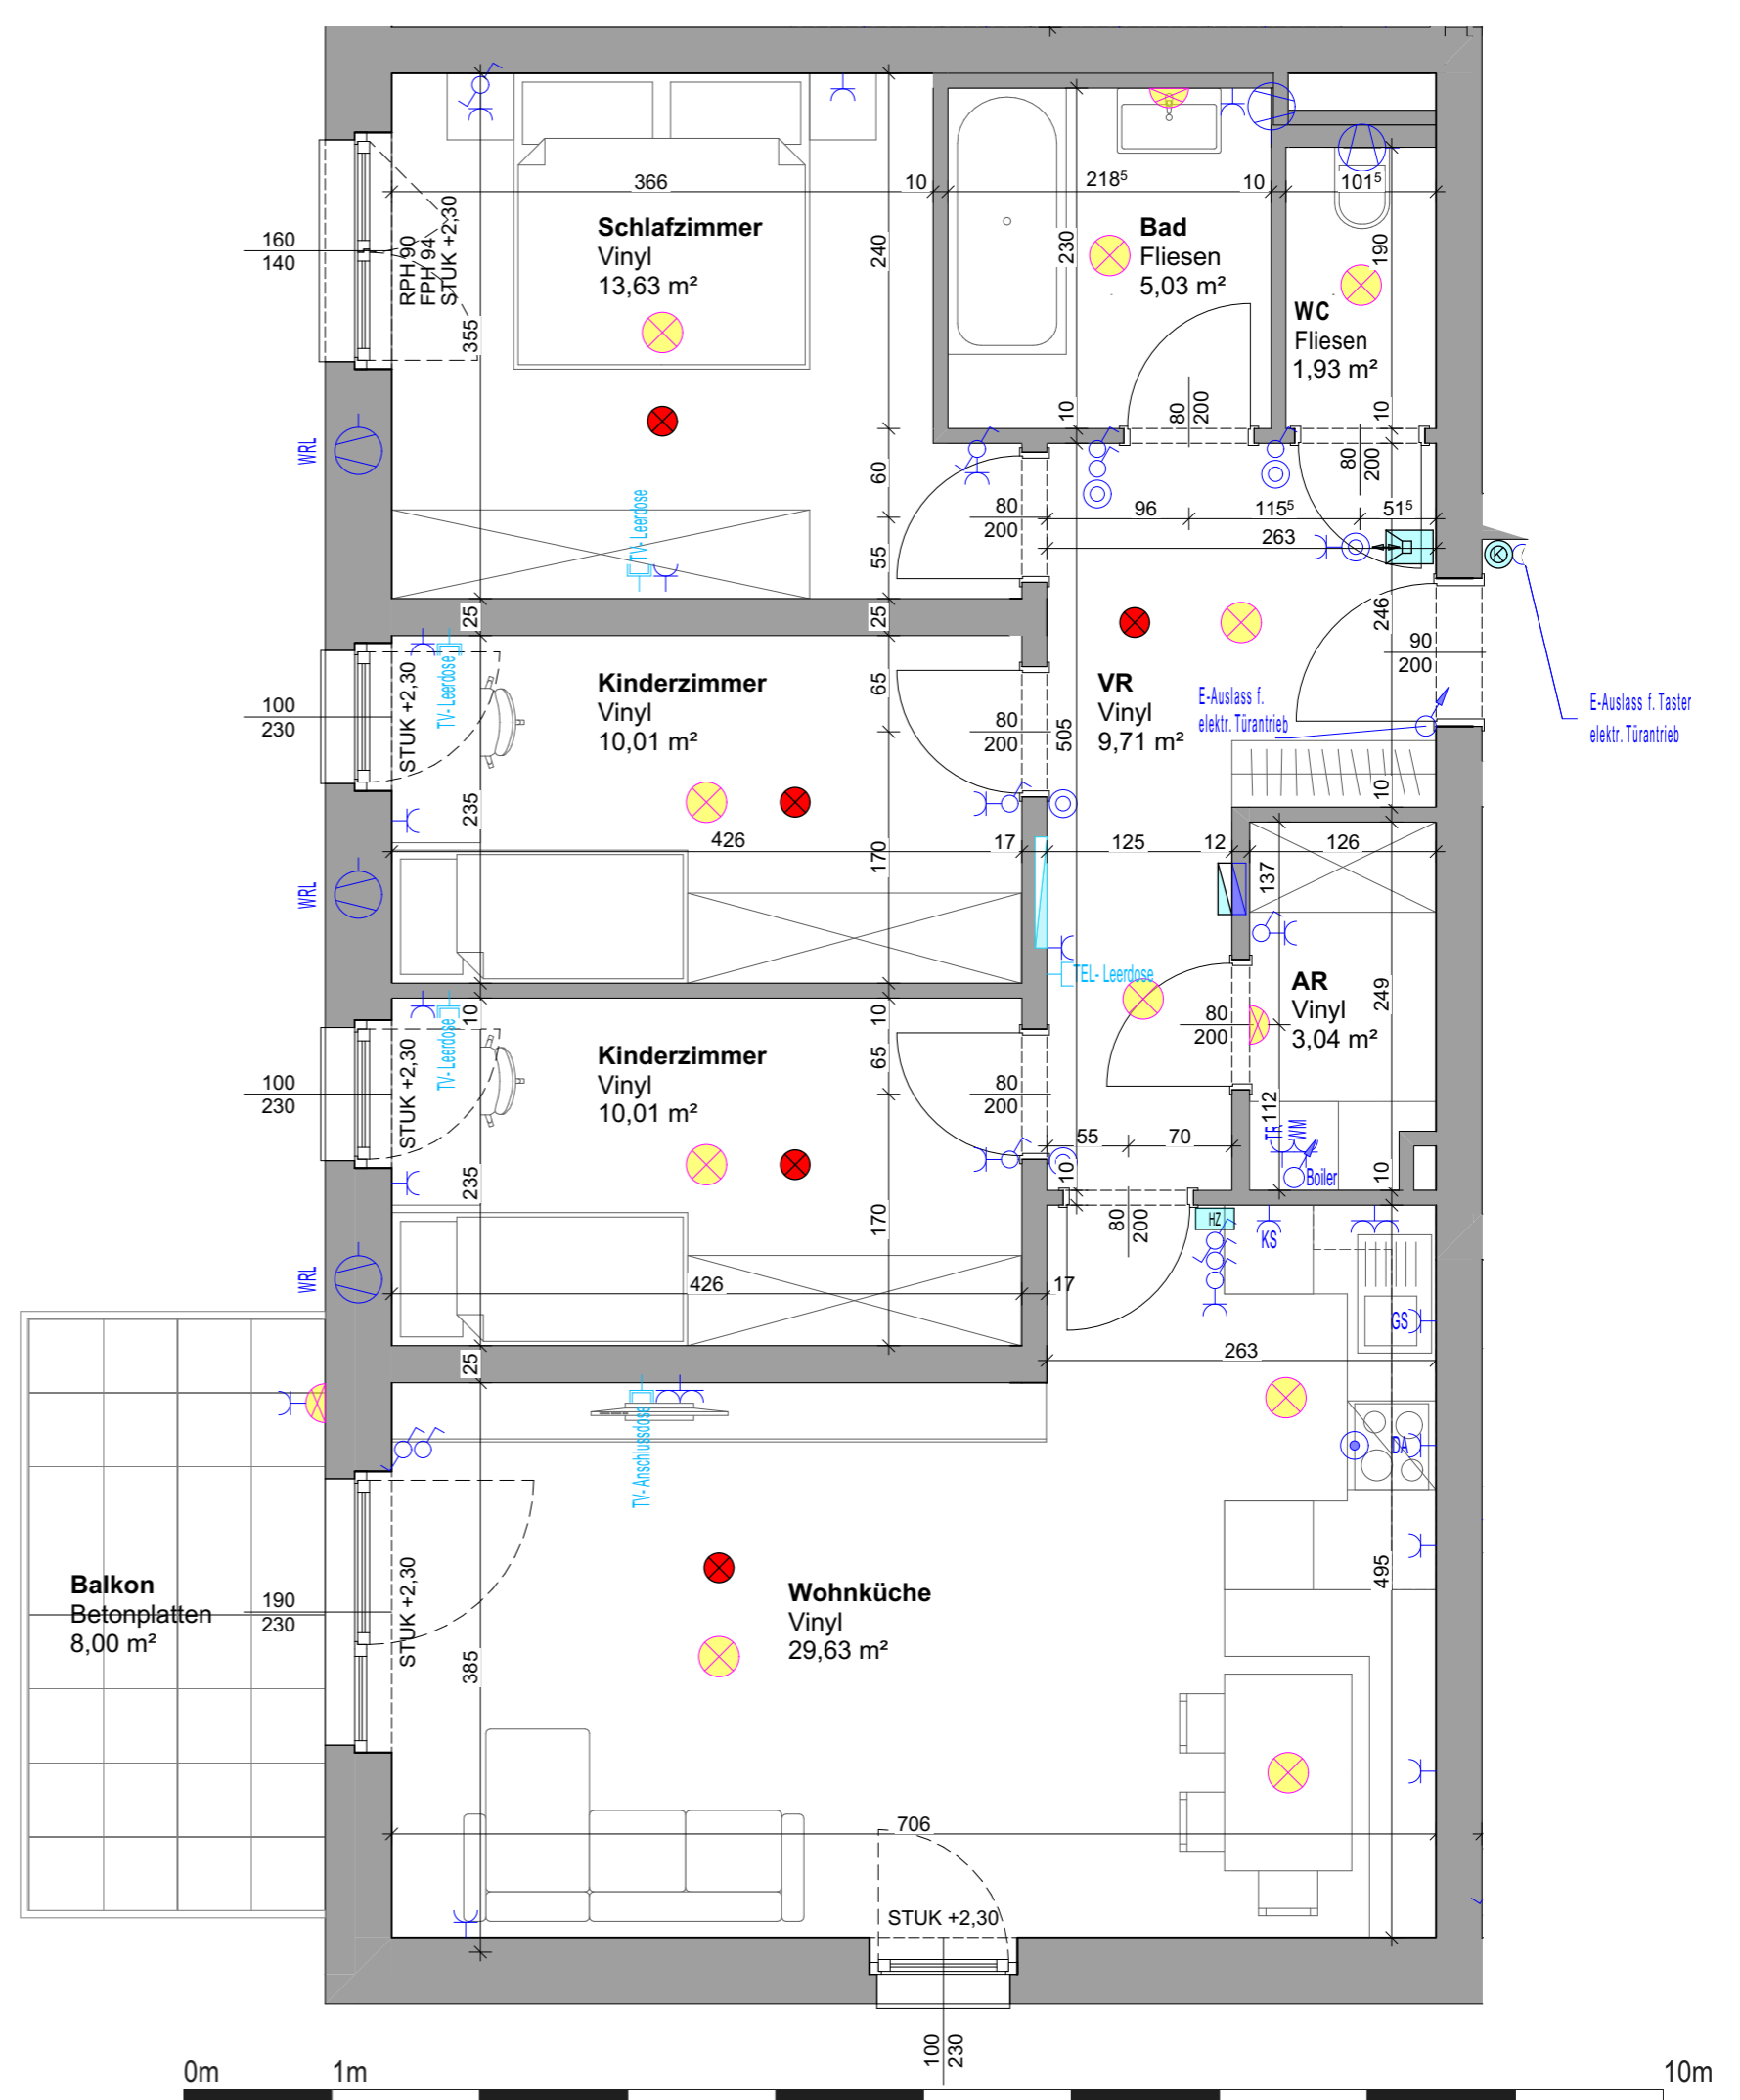 366
10
218⁵
10
101⁵
160
140
RPH 90
FPH 94
STUK +2,30
Schlafzimmer
Vinyl
13,63 m²
240
230
Bad
Fliesen
5,03 m²
190
WC
Fliesen
1,93 m²
355
WRL
10
80
200
10
80
200
60
TV- Leerdose
80
200
96
115⁵
51⁵
55
263
K
25
25
246
90
200
STUK +2,30
TV- Leerdose
Kinderzimmer
Vinyl
10,01 m²
65
100
230
80
200
505
VR
Vinyl
9,71 m²
E-Auslass f.
elektr. Türantrieb
E-Auslass f. Taster
elektr. Türantrieb
235
10
426
17
125
12
126
170
137
WRL
TEL- Leerdose
AR
Vinyl
3,04 m²
249
80
200
10
10
STUK +2,30
TV- Leerdose
Kinderzimmer
Vinyl
10,01 m²
65
100
230
80
200
112
WM
Boiler
55
70
235
10
10
170
80
200
HZ
KS
WRL
426
17
GS
25
263
TV- Anschlussdose
DA
Balkon
Betonplatten
8,00 m²
190
230
STUK +2,30
495
Wohnküche
Vinyl
29,63 m²
385
706
STUK +2,30
100
230
0m
1m
10m